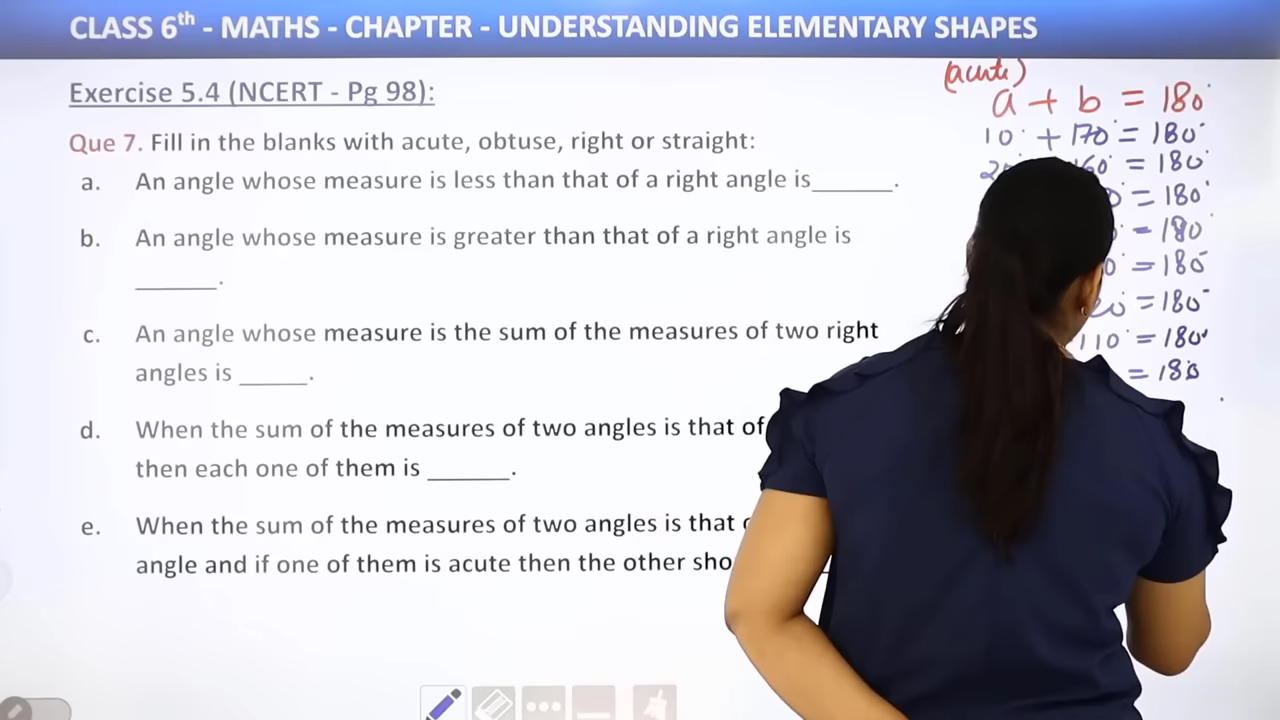 CLASS 6th - MATHS - CHAPTER - UNDERSTANDING ELEMENTARY SHAPES
Exercise 5.4 (NCERT - Pg 98):
Que 7. Fill in the blanks with acute, obtuse, right or straight:
a. An angle whose measure is less than that of a right angle is______.
b. An angle whose measure is greater than that of a right angle is
______.
c. An angle whose measure is the sum of the measures of two right
angles is _____.
d. When the sum of the measures of two angles is that of
then each one of them is ______.
e. When the sum of the measures of two angles is that
angle and if one of them is acute then the other
(acute)
a + b = 180°
10° + 170° = 180°
160° = 180°
= 180°
= 180
= 180°
= 180°
110° = 180°
= 180